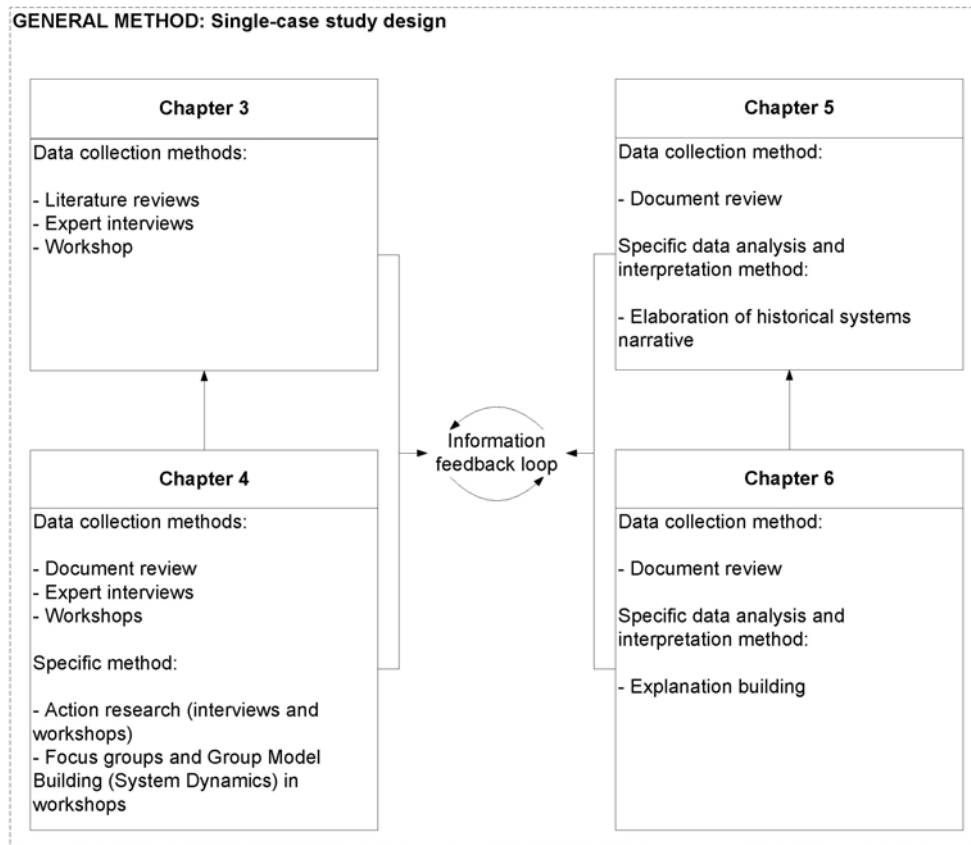 GENERAL METHOD: Single-case study design
Chapter 3
Data collection methods:
- Literature reviews
- Expert interviews
- Workshop
Chapter 5
Data collection method:
- Document review
Specific data analysis and
interpretation method:
- Elaboration of historical systems
narrative
Information
feedback loop
Chapter 4
Data collection methods:
- Document review
- Expert interviews
- Workshops
Specific method:
- Action research (interviews and
workshops)
- Focus groups and Group Model
Building (System Dynamics) in
workshops
Chapter 6
Data collection method:
- Document review
Specific data analysis and
interpretation method:
- Explanation building